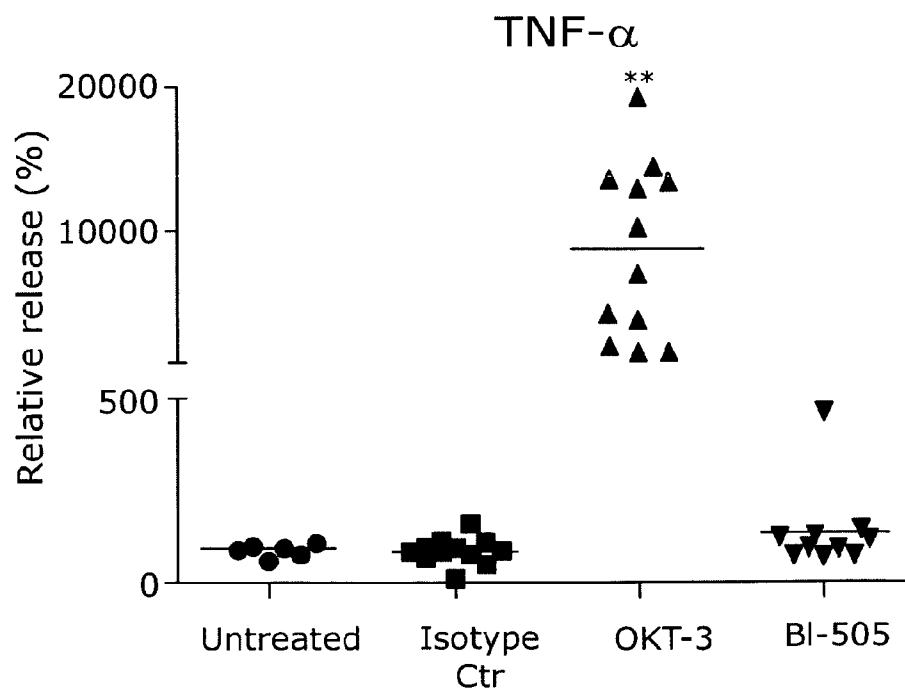 TNF-α
**
20000
10000
500
0
Relative release (%)
Untreated
Isotype
Ctr
OKT-3
BI-505